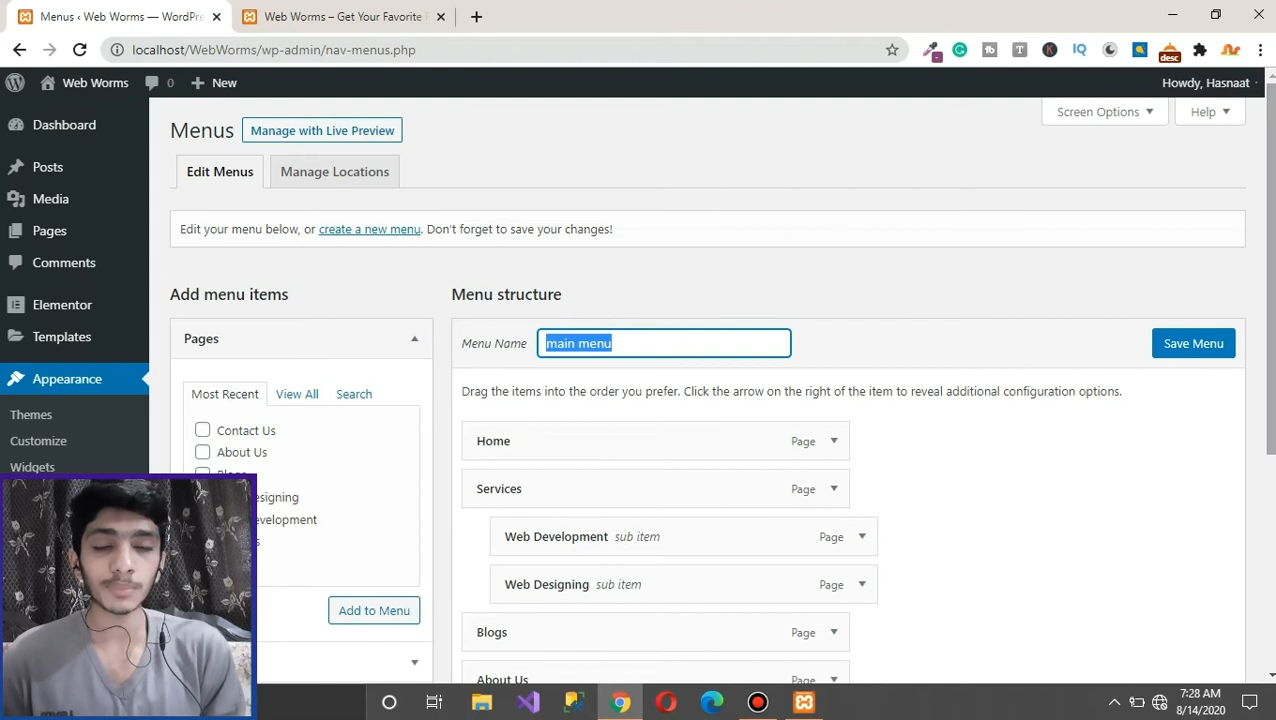 Menus ‹ Web Worms — WordPre
Web Worms – Get Your Favorite
localhost/WebWorms/wp-admin/nav-menus.php
Web Worms
0
New
Howdy, Hasnaat
Dashboard
Posts
Media
Pages
Comments
Elementor
Templates
Appearance
Themes
Customize
Widgets
Menus
Manage with Live Preview
Screen Options
Help
Edit Menus
Manage Locations
Edit your menu below, or create a new menu. Don't forget to save your changes!
Add menu items
Pages
Most Recent
View All
Search
Contact Us
About Us
Blogs
esigning
evelopment
s
Add to Menu
Menu structure
Menu Name
main menu
Save Menu
Drag the items into the order you prefer. Click the arrow on the right of the item to reveal additional configuration options.
Home Page
Services Page
Web Development sub item Page
Web Designing sub item Page
Blogs Page
About Us Page
desc
IQ
7:28 AM
8/14/2020